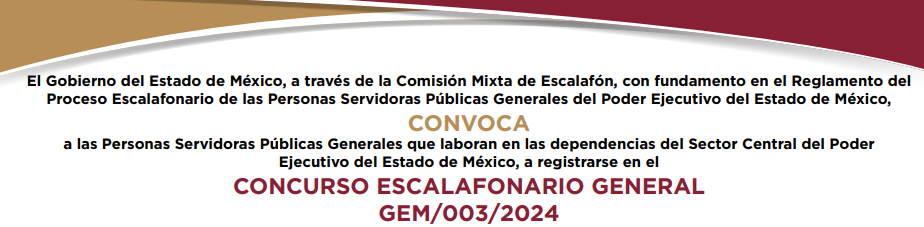 El Gobierno del Estado de México, a través de la Comisión Mixta de Escalafón, con fundamento en el Reglamento del
Proceso Escalafonario de las Personas Servidoras Públicas Generales del Poder Ejecutivo del Estado de México,
CONVOCA
a las Personas Servidoras Públicas Generales que laboran en las dependencias del Sector Central del Poder
Ejecutivo del Estado de México, a registrarse en el
CONCURSO ESCALAFONARIO GENERAL
GEM/003/2024